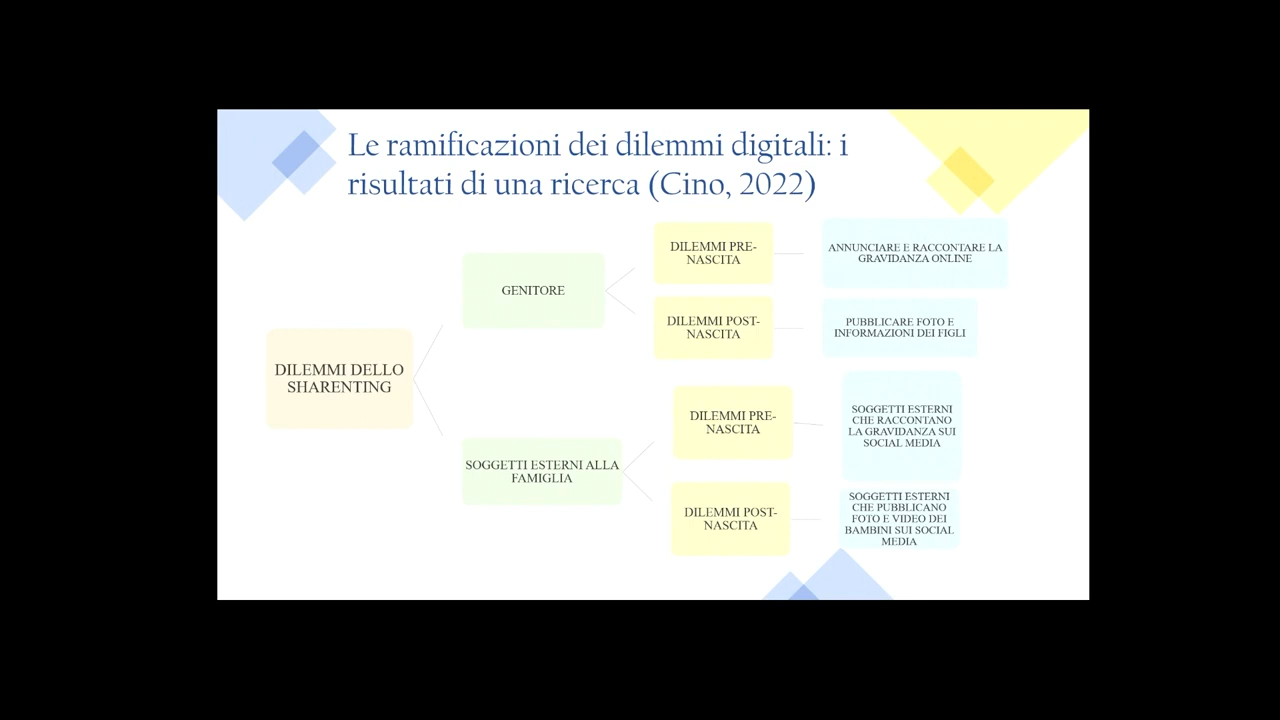 Le ramificazioni dei dilemmi digitali: i
risultati di una ricerca (Cino, 2022)
DILEMMI DELLO
SHARENTING
GENITORE
DILEMMI PRE-
NASCITA
ANNUNCIARE E RACCONTARE LA
GRAVIDANZA ONLINE
DILEMMI POST-
NASCITA
PUBBLICARE FOTO E
INFORMAZIONI DEI FIGLI
SOGGETTI ESTERNI ALLA
FAMIGLIA
DILEMMI PRE-
NASCITA
SOGGETTI ESTERNI
CHE RACCONTANO
LA GRAVIDANZA SUI
SOCIAL MEDIA
DILEMMI POST-
NASCITA
SOGGETTI ESTERNI
CHE PUBBLICANO
FOTO E VIDEO DEI
BAMBINI SUI SOCIAL
MEDIA